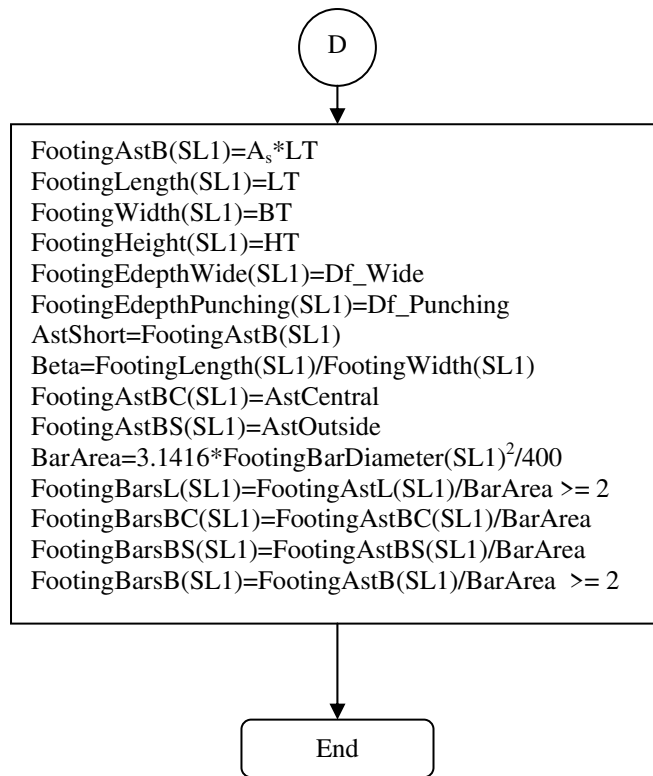 D
FootingAstB(SL1)=Aₛ*LT
FootingLength(SL1)=LT
FootingWidth(SL1)=BT
FootingHeight(SL1)=HT
FootingEdepthWide(SL1)=Df_Wide
FootingEdepthPunching(SL1)=Df_Punching
AstShort=FootingAstB(SL1)
Beta=FootingLength(SL1)/FootingWidth(SL1)
FootingAstBC(SL1)=AstCentral
FootingAstBS(SL1)=AstOutside
BarArea=3.1416*FootingBarDiameter(SL1)²/400
FootingBarsL(SL1)=FootingAstL(SL1)/BarArea >= 2
FootingBarsBC(SL1)=FootingAstBC(SL1)/BarArea
FootingBarsBS(SL1)=FootingAstBS(SL1)/BarArea
FootingBarsB(SL1)=FootingAstB(SL1)/BarArea >= 2
End